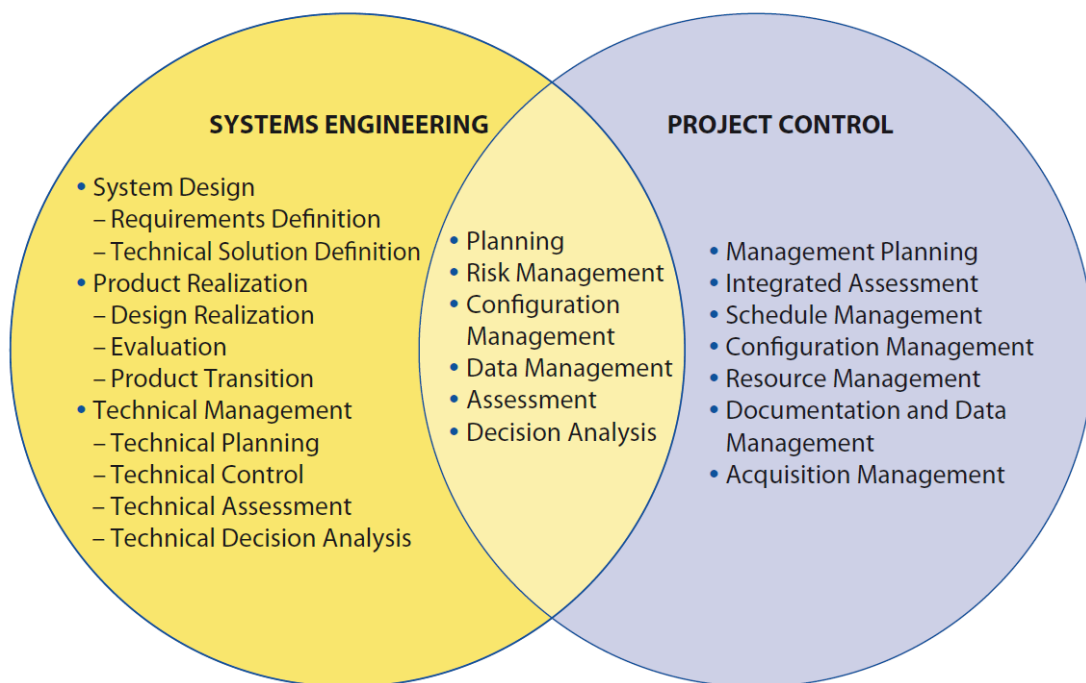 SYSTEMS ENGINEERING
• System Design
– Requirements Definition
– Technical Solution Definition
• Product Realization
– Design Realization
– Evaluation
– Product Transition
• Technical Management
– Technical Planning
– Technical Control
– Technical Assessment
– Technical Decision Analysis
• Planning
• Risk Management
• Configuration
Management
• Data Management
• Assessment
• Decision Analysis
PROJECT CONTROL
• Management Planning
• Integrated Assessment
• Schedule Management
• Configuration Management
• Resource Management
• Documentation and Data
Management
• Acquisition Management